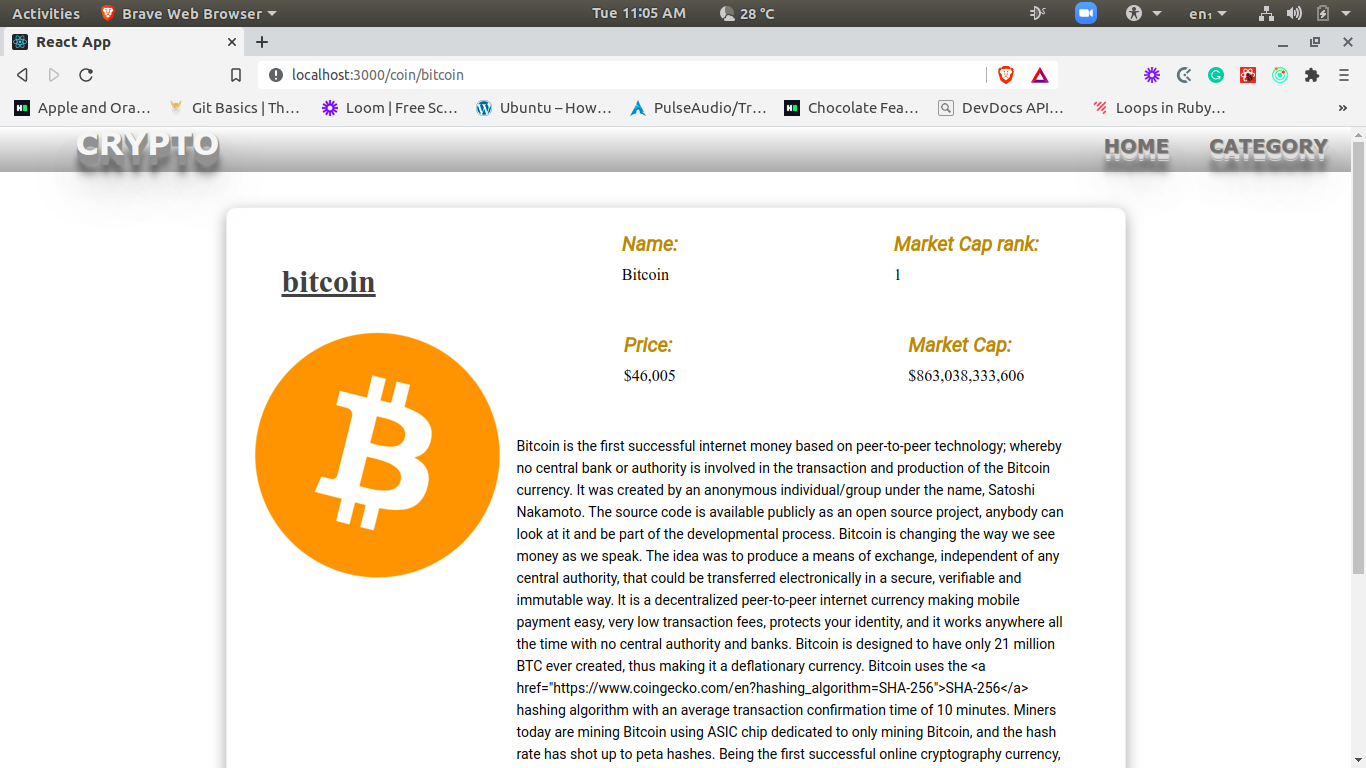 Activities Brave Web Browser Tue 11:05 AM 28 °C en₁
React App
localhost:3000/coin/bitcoin
Apple and Ora… Git Basics | Th… Loom | Free Sc… Ubuntu – How… PulseAudio/Tr… Chocolate Fea… DevDocs API… Loops in Ruby… »
CRYPTO HOME CATEGORY
Name: Market Cap rank:
bitcoin
Bitcoin 1
Price: Market Cap:
$46,005 $863,038,333,606
Bitcoin is the first successful internet money based on peer-to-peer technology; whereby
no central bank or authority is involved in the transaction and production of the Bitcoin
currency. It was created by an anonymous individual/group under the name, Satoshi
Nakamoto. The source code is available publicly as an open source project, anybody can
look at it and be part of the developmental process. Bitcoin is changing the way we see
money as we speak. The idea was to produce a means of exchange, independent of any
central authority, that could be transferred electronically in a secure, verifiable and
immutable way. It is a decentralized peer-to-peer internet currency making mobile
payment easy, very low transaction fees, protects your identity, and it works anywhere all
the time with no central authority and banks. Bitcoin is designed to have only 21 million
BTC ever created, thus making it a deflationary currency. Bitcoin uses the <a
href="https://www.coingecko.com/en?hashing_algorithm=SHA-256">SHA-256</a>
hashing algorithm with an average transaction confirmation time of 10 minutes. Miners
today are mining Bitcoin using ASIC chip dedicated to only mining Bitcoin, and the hash
rate has shot up to peta hashes. Being the first successful online cryptography currency,